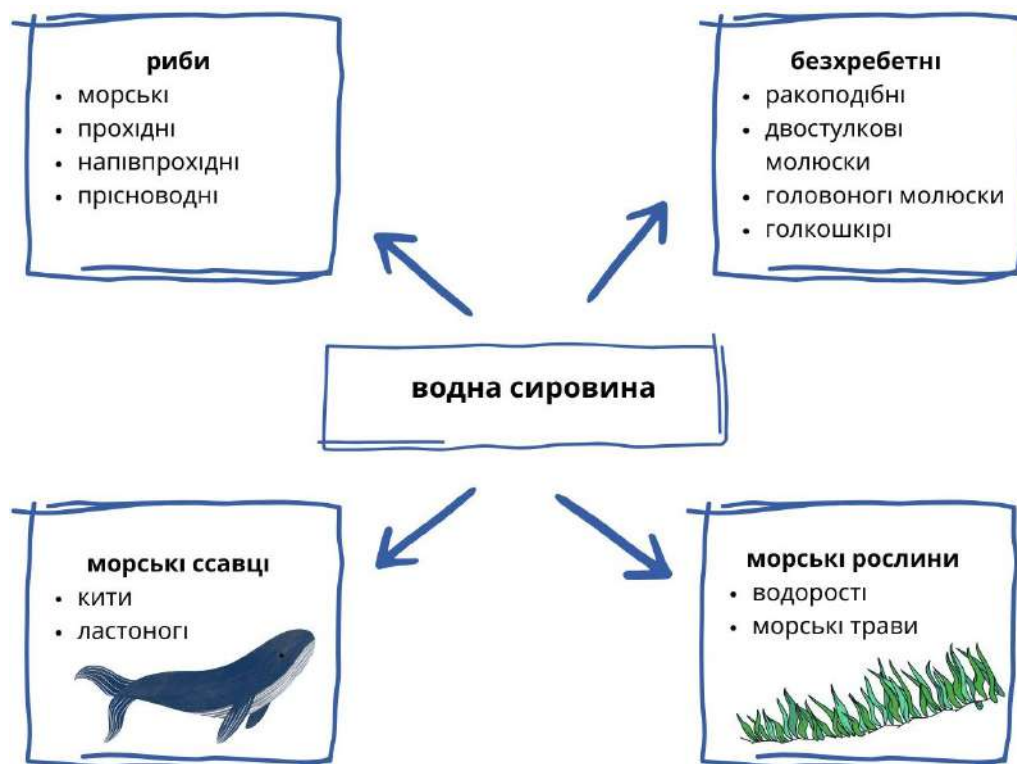 риби
• морські
• прохідні
• напівпрохідні
• прісноводні
безхребетні
• ракоподібні
• двостулкові
молюски
• головоногі молюски
• голкошкірі
водна сировина
морські ссавці
• кити
• ластоногі
морські рослини
• водорості
• морські трави